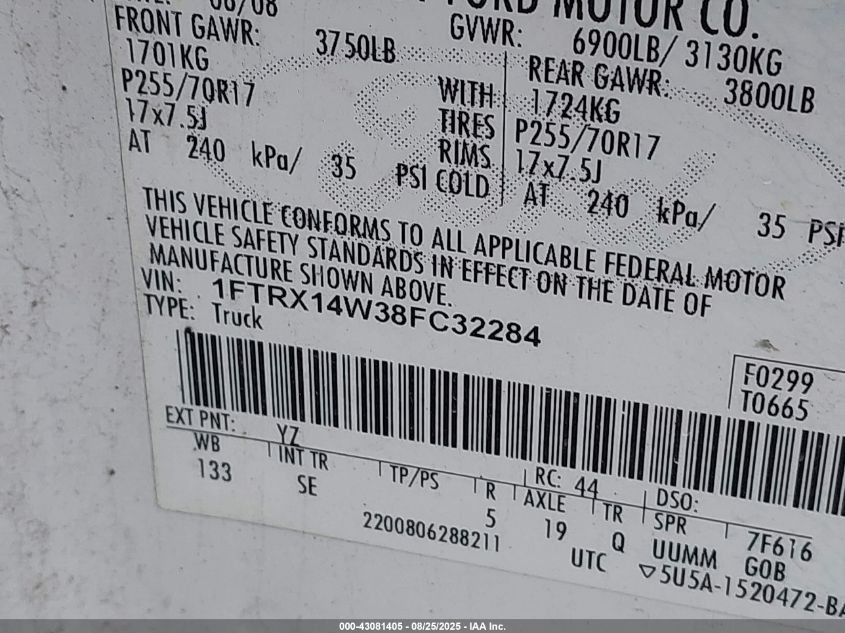 06/08 FORD MOTOR CO.
FRONT GAWR: GVWR: 6900LB/ 3130KG
1701KG 3750LB REAR GAWR:
P255/70R17 WITH 1724KG 3800LB
17x7.5J TIRES P255/70R17
AT 240 kPa/ 35 RIMS 17x7.5J
PSI COLD AT 240 kPa/ 35 PSI
THIS VEHICLE CONFORMS TO ALL APPLICABLE FEDERAL MOTOR
VEHICLE SAFETY STANDARDS IN EFFECT ON THE DATE OF
MANUFACTURE SHOWN ABOVE.
VIN: 1FTRX14W38FC32284
TYPE: Truck
F0299
T0665
EXT PNT: YZ RC: 44 DSO:
WB INT TR TP/PS R AXLE TR SPR 7F616
133 SE 5 19 Q UUMM GOB
2200806288211 UTC ▽5U5A-1520472-BA
000-43081405 - 08/25/2025 - IAA Inc.